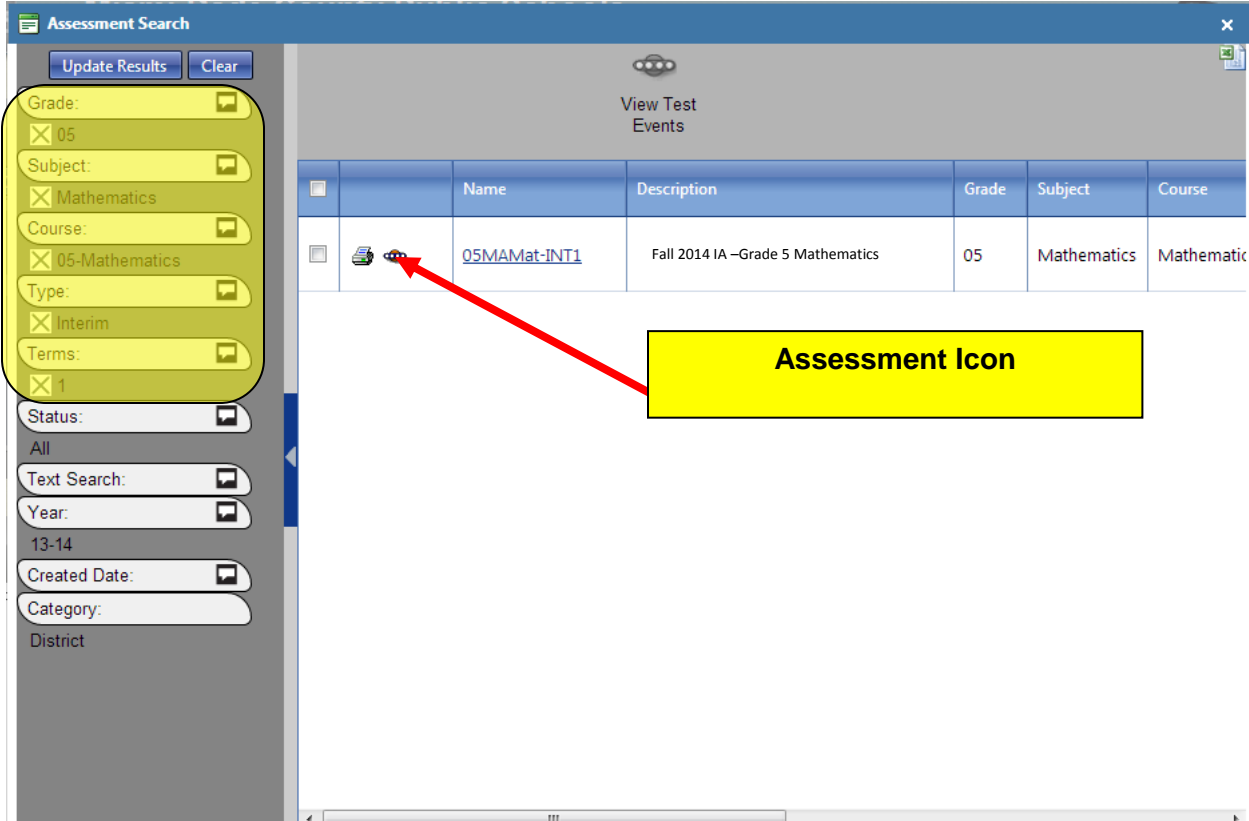 Assessment Search
Update Results Clear
Grade:
05
Subject:
Mathematics
Course:
05-Mathematics
Type:
Interim
Terms:
1
Status:
All
Text Search:
Year:
13-14
Created Date:
Category:
District
View Test
Events
Name Description Grade Subject Course
05MAMat-INT1 Fall 2014 IA –Grade 5 Mathematics 05 Mathematics Mathematic
Assessment Icon